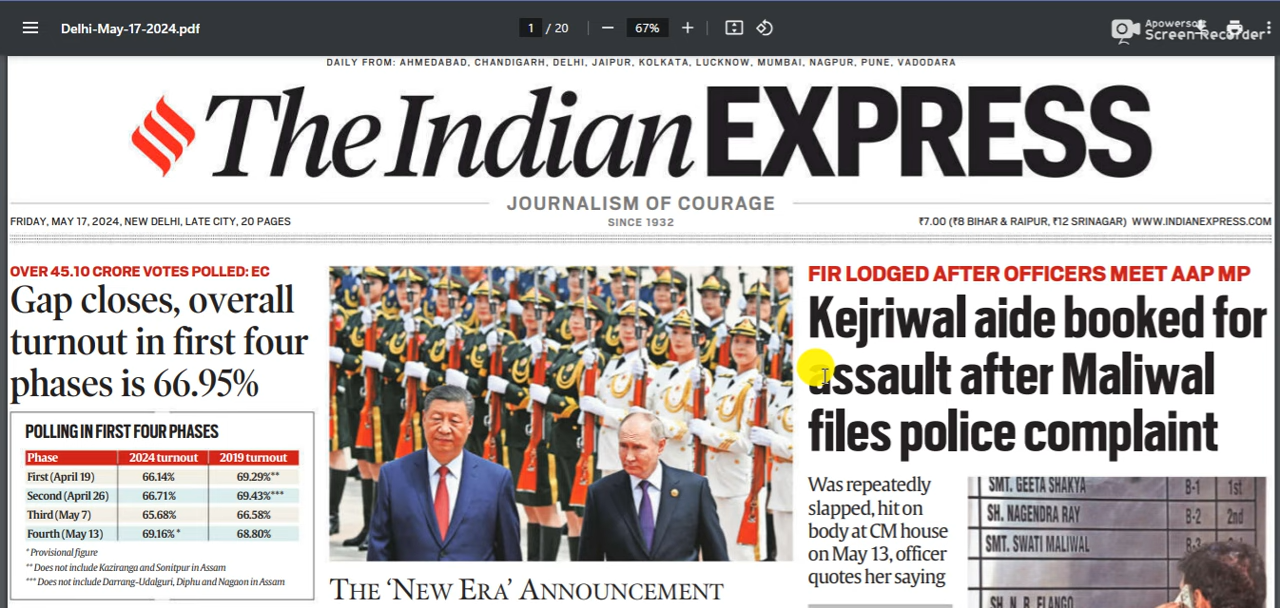 Delhi-May-17-2024.pdf
1 / 20
67%
Apowersoft
Screen Recorder
DAILY FROM: AHMEDABAD, CHANDIGARH, DELHI, JAIPUR, KOLKATA, LUCKNOW, MUMBAI, NAGPUR, PUNE, VADODARA
The Indian EXPRESS
JOURNALISM OF COURAGE
SINCE 1932
FRIDAY, MAY 17, 2024, NEW DELHI, LATE CITY, 20 PAGES
₹7.00 (₹8 BIHAR & RAIPUR, ₹12 SRINAGAR) WWW.INDIANEXPRESS.COM
OVER 45.10 CRORE VOTES POLLED: EC
Gap closes, overall
turnout in first four
phases is 66.95%
POLLING IN FIRST FOUR PHASES
Phase 2024 turnout 2019 turnout
First (April 19) 66.14% 69.29%**
Second (April 26) 66.71% 69.43%***
Third (May 7) 65.68% 66.58%
Fourth (May 13) 69.16%* 68.80%
* Provisional figure
** Does not include Kaziranga and Sonitpur in Assam
*** Does not include Darrang-Udalguri, Diphu and Nagaon in Assam
THE ‘NEW ERA’ ANNOUNCEMENT
FIR LODGED AFTER OFFICERS MEET AAP MP
Kejriwal aide booked for
assault after Maliwal
files police complaint
Was repeatedly
slapped, hit on
body at CM house
on May 13, officer
quotes her saying
SMT. GEETA SHAKYA B-1 1st
SH. NAGENDRA RAY B-2 2nd
SMT. SWATI MALIWAL B-3
SH. N. R. ELANGO